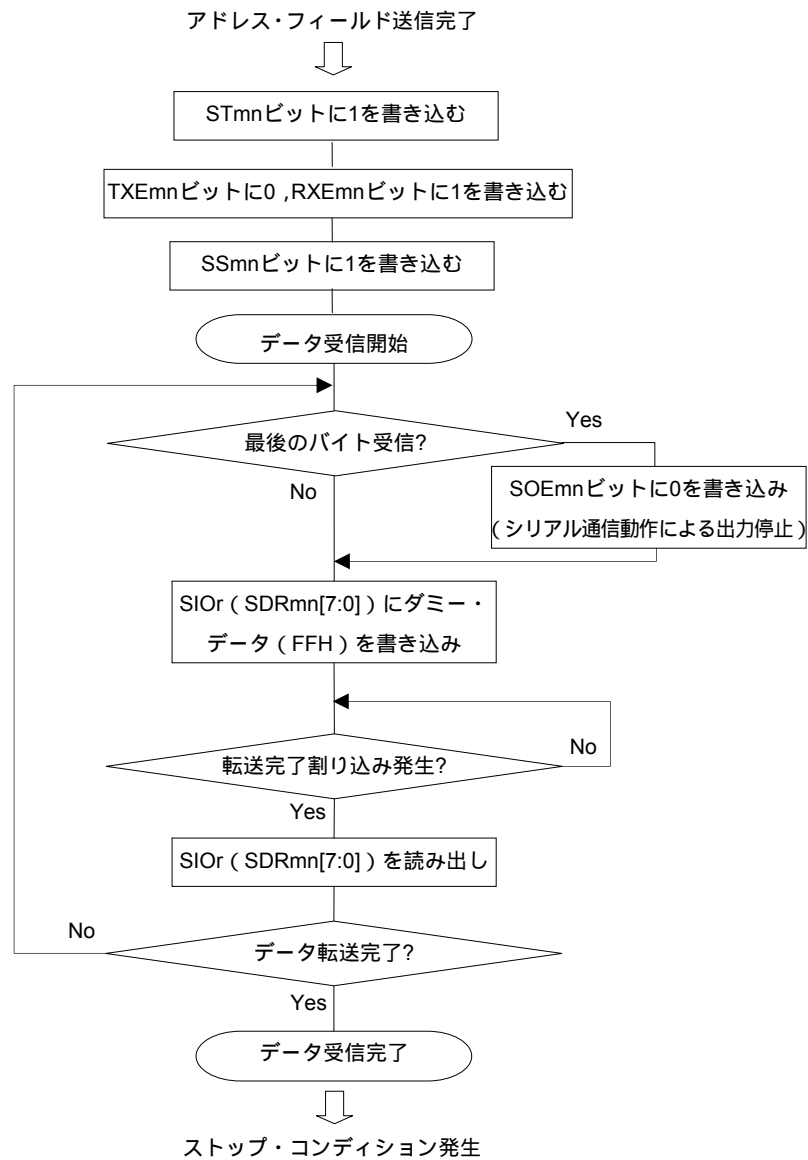 アドレス・フィールド送信完了
STmnビットに1を書き込む
TXEmnビットに0 ,RXEmnビットに1を書き込む
SSmnビットに1を書き込む
データ受信開始
最後のバイト受信?
Yes
No
SOEmnビットに0を書き込み
(シリアル通信動作による出力停止)
SIOr(SDRmn[7:0])にダミー・
データ(FFH)を書き込み
転送完了割り込み発生?
No
Yes
SIOr(SDRmn[7:0])を読み出し
No
データ転送完了?
Yes
データ受信完了
ストップ・コンディション発生